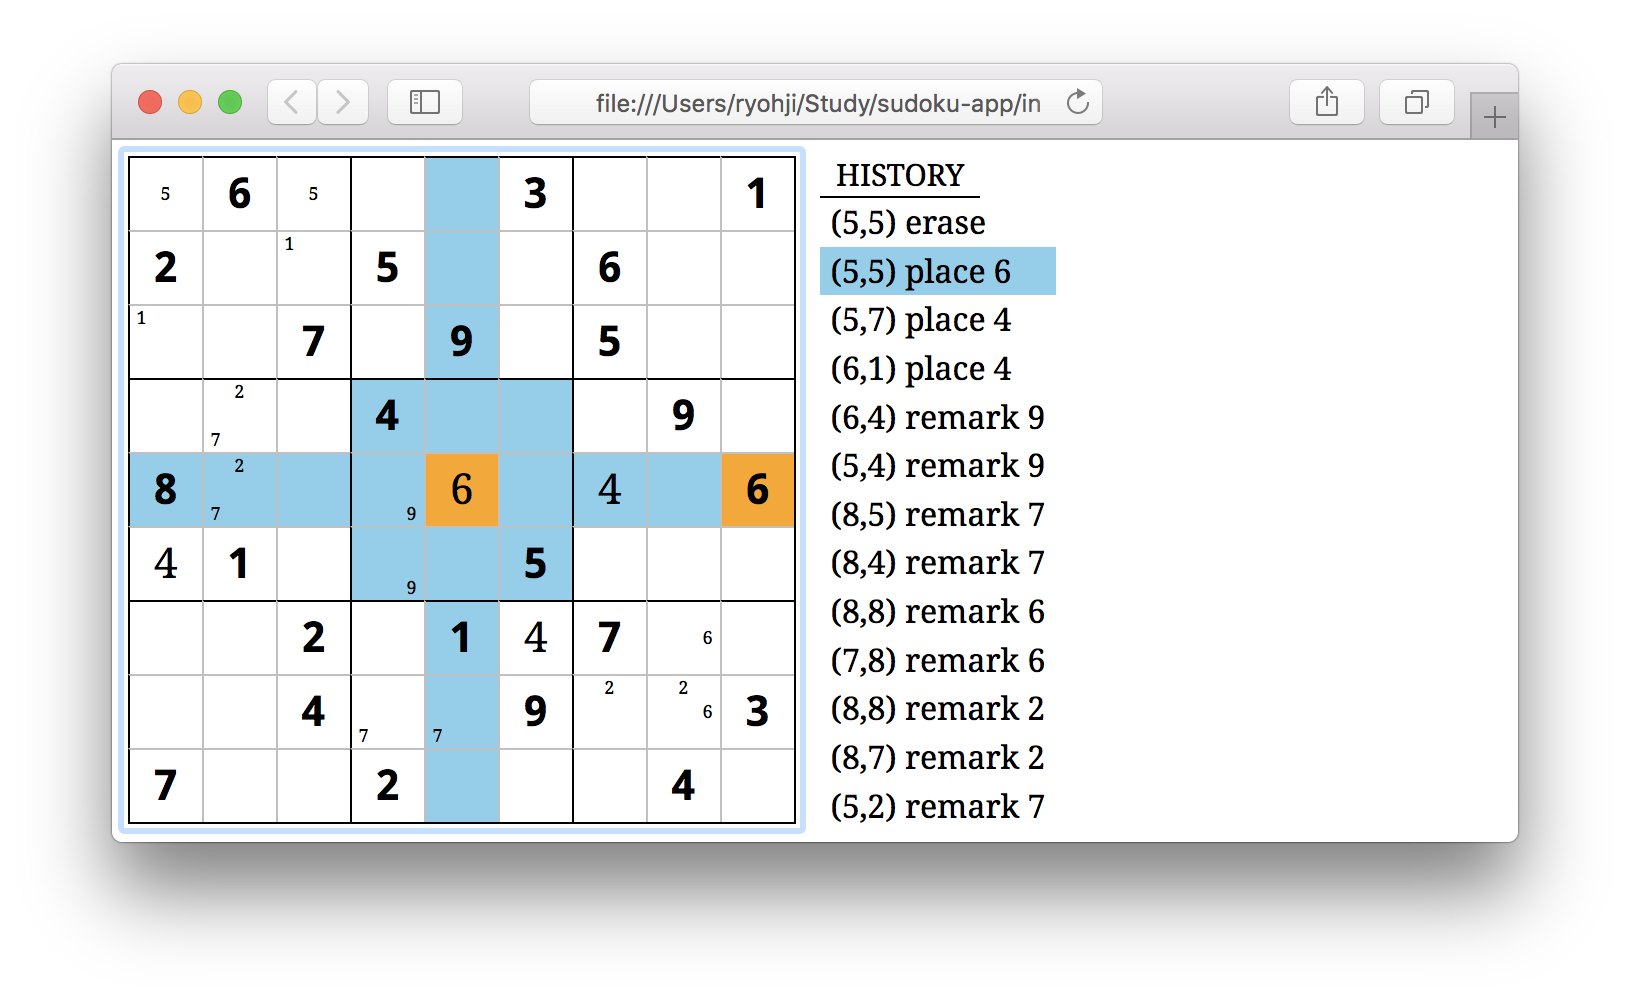 file:///Users/ryohji/Study/sudoku-app/in
HISTORY
(5,5) erase
(5,5) place 6
(5,7) place 4
(6,1) place 4
(6,4) remark 9
(5,4) remark 9
(8,5) remark 7
(8,4) remark 7
(8,8) remark 6
(7,8) remark 6
(8,8) remark 2
(8,7) remark 2
(5,2) remark 7
5 6 5 3 1
2 1 5 6
1 7 9 5
2 7 4 9
8 2 7 9 6 4 6
4 1 9 5
2 1 4 7 6
4 7 7 9 2 2 6 3
7 2 4